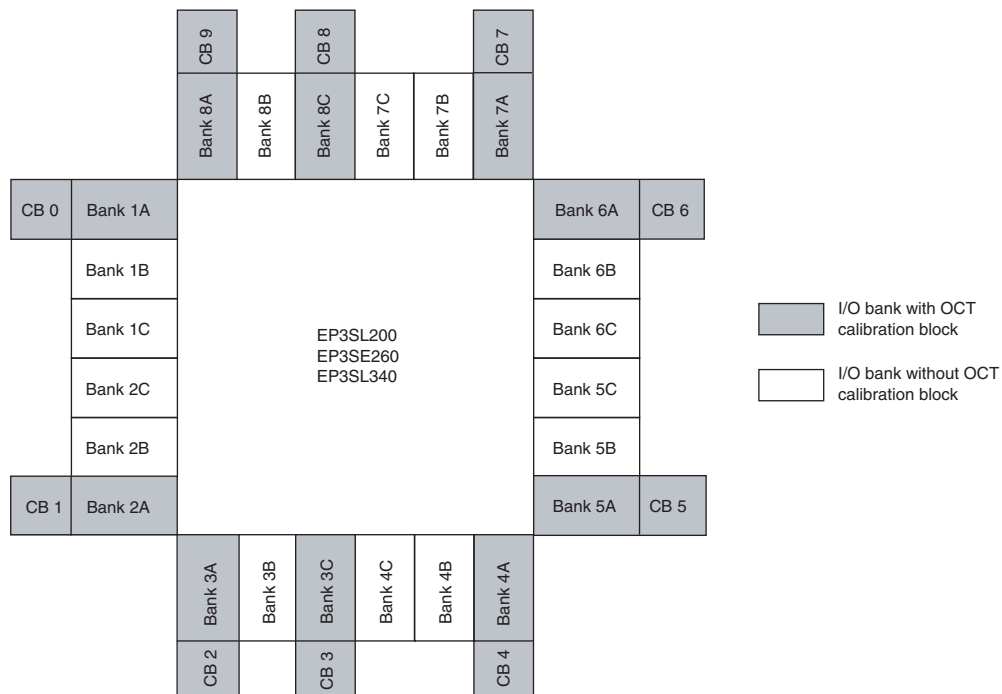 CB 9
CB 8
CB 7
Bank 8A
Bank 8B
Bank 8C
Bank 7C
Bank 7B
Bank 7A
CB 0
Bank 1A
Bank 6A
CB 6
Bank 1B
Bank 6B
Bank 1C
Bank 6C
Bank 2C
Bank 5C
Bank 2B
Bank 5B
CB 1
Bank 2A
Bank 5A
CB 5
EP3SL200
EP3SE260
EP3SL340
I/O bank with OCT
calibration block
I/O bank without OCT
calibration block
Bank 3A
Bank 3B
Bank 3C
Bank 4C
Bank 4B
Bank 4A
CB 2
CB 3
CB 4